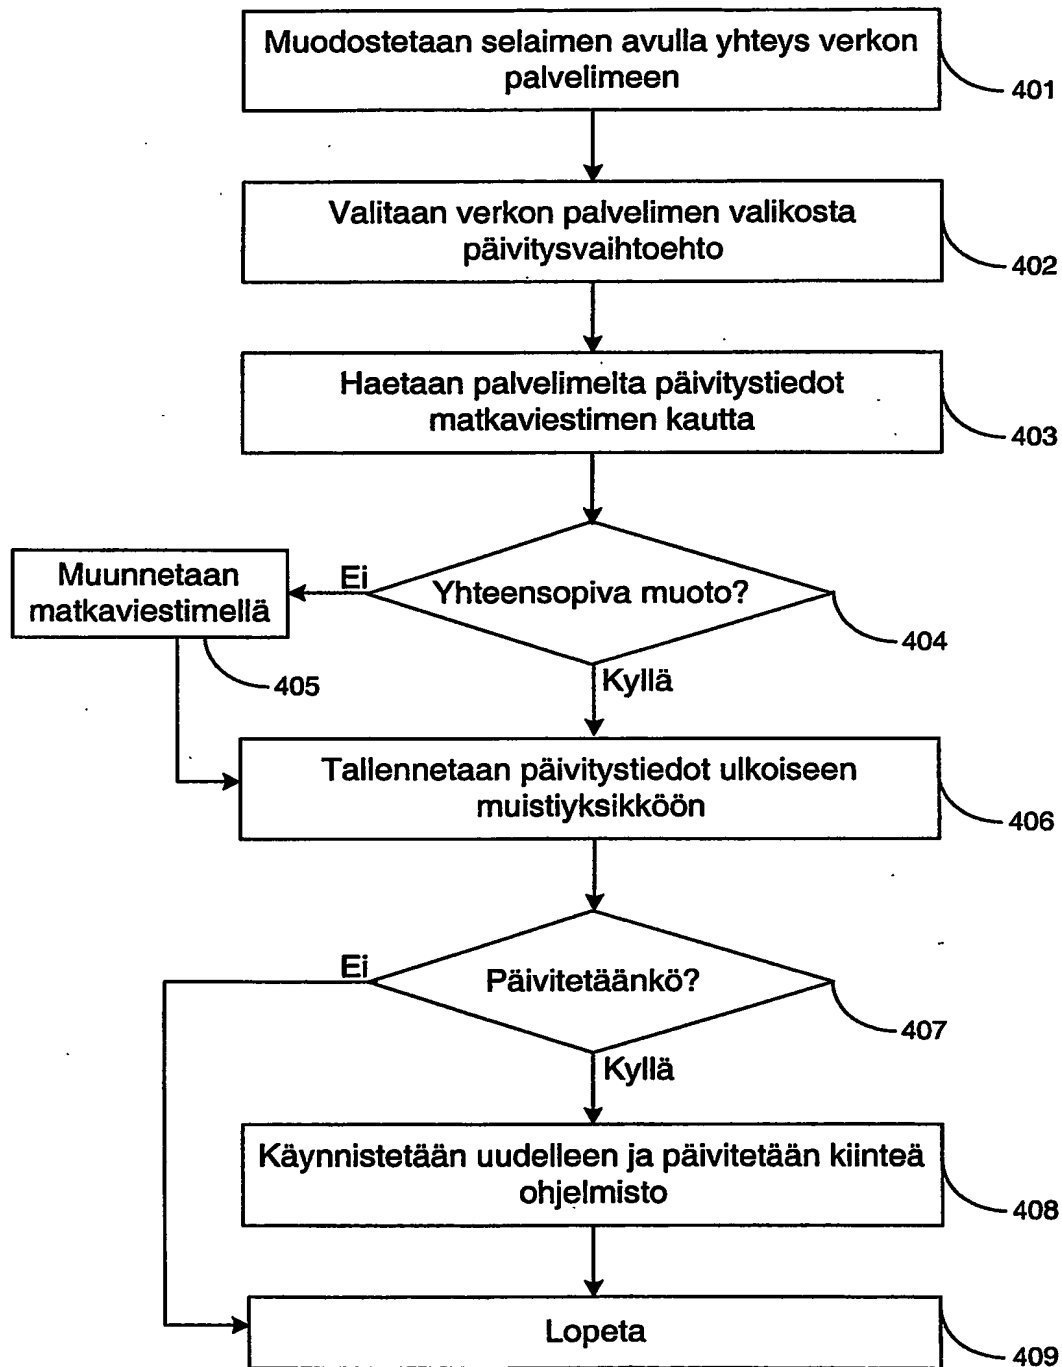 Muodostetaan selaimen avulla yhteys verkon
palvelimeen
401
Valitaan verkon palvelimen valikosta
päivitysvaihtoehto
402
Haetaan palvelimelta päivitystiedot
matkaviestimen kautta
403
Yhteensopiva muoto?
404
Ei
Muunnetaan
matkaviestimellä
405
Kyllä
Tallennetaan päivitystiedot ulkoiseen
muistiyksikköön
406
Päivitetäänkö?
407
Ei
Kyllä
Käynnistetään uudelleen ja päivitetään kiinteä
ohjelmisto
408
Lopeta
409